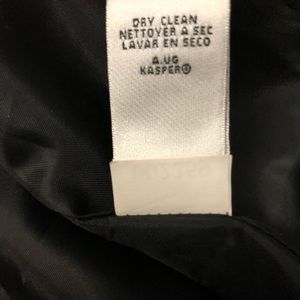 DRY CLEAN
NETTOYER A SEC
LAVAR EN SECO
A.UG
KASPER®